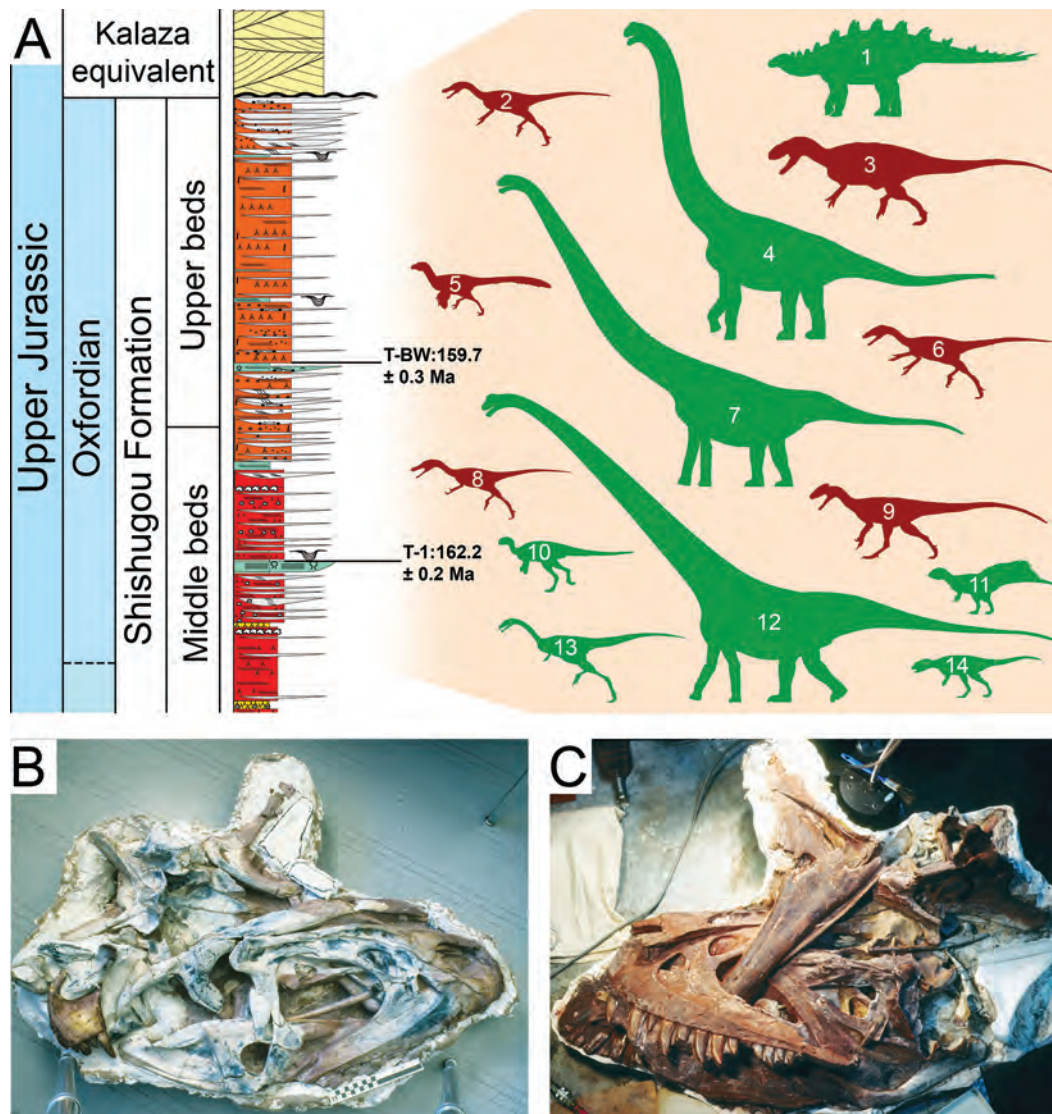 A
Kalaza
equivalent
Upper Jurassic
Oxfordian
Shishugou Formation
Upper beds
Middle beds
T-BW:159.7
± 0.3 Ma
T-1:162.2
± 0.2 Ma
1
2
3
4
5
6
7
8
9
10
11
12
13
14
B
C